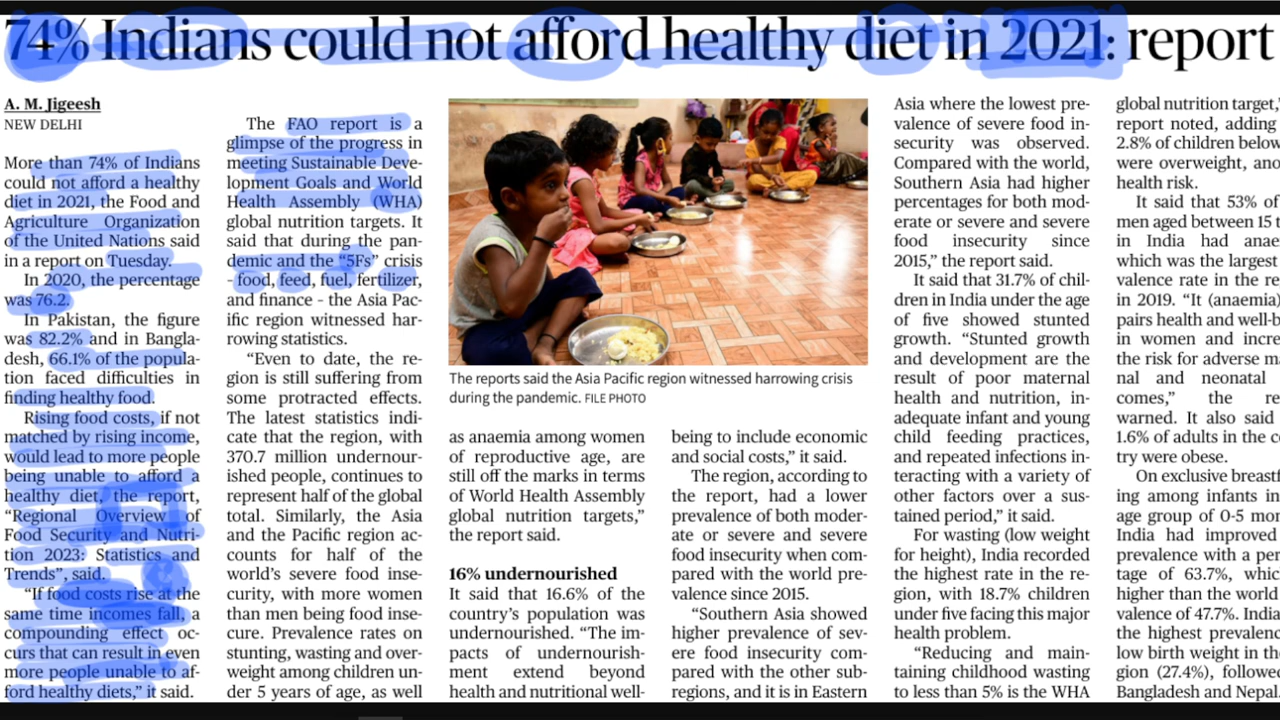 74% Indians could not afford healthy diet in 2021: report
A. M. Jigeesh
NEW DELHI
More than 74% of Indians
could not afford a healthy
diet in 2021, the Food and
Agriculture Organization
of the United Nations said
in a report on Tuesday.
In 2020, the percentage
was 76.2.
In Pakistan, the figure
was 82.2% and in Bangla-
desh, 66.1% of the popula-
tion faced difficulties in
finding healthy food.
Rising food costs, if not
matched by rising income,
would lead to more people
being unable to afford a
healthy diet, the report,
“Regional Overview of
Food Security and Nutri-
tion 2023: Statistics and
Trends”, said.
“If food costs rise at the
same time incomes fall, a
compounding effect oc-
curs that can result in even
more people unable to af-
ford healthy diets,” it said.
The FAO report is a
glimpse of the progress in
meeting Sustainable Deve-
lopment Goals and World
Health Assembly (WHA)
global nutrition targets. It
said that during the pan-
demic and the “5Fs” crisis
- food, feed, fuel, fertilizer,
and finance - the Asia Pac-
ific region witnessed har-
rowing statistics.
“Even to date, the re-
gion is still suffering from
some protracted effects.
The latest statistics indi-
cate that the region, with
370.7 million undernour-
ished people, continues to
represent half of the global
total. Similarly, the Asia
and the Pacific region ac-
counts for half of the
world’s severe food inse-
curity, with more women
than men being food inse-
cure. Prevalence rates on
stunting, wasting and over-
weight among children un-
der 5 years of age, as well
The reports said the Asia Pacific region witnessed harrowing crisis
during the pandemic. FILE PHOTO
as anaemia among women
of reproductive age, are
still off the marks in terms
of World Health Assembly
global nutrition targets,”
the report said.
16% undernourished
It said that 16.6% of the
country’s population was
undernourished. “The im-
pacts of undernourish-
ment extend beyond
health and nutritional well-
being to include economic
and social costs,” it said.
The region, according to
the report, had a lower
prevalence of both moder-
ate or severe and severe
food insecurity when com-
pared with the world pre-
valence since 2015.
“Southern Asia showed
higher prevalence of sev-
ere food insecurity com-
pared with the other sub-
regions, and it is in Eastern
Asia where the lowest pre-
valence of severe food in-
security was observed.
Compared with the world,
Southern Asia had higher
percentages for both mod-
erate or severe and severe
food insecurity since
2015,” the report said.
It said that 31.7% of chil-
dren in India under the age
of five showed stunted
growth. “Stunted growth
and development are the
result of poor maternal
health and nutrition, in-
adequate infant and young
child feeding practices,
and repeated infections in-
teracting with a variety of
other factors over a sus-
tained period,” it said.
For wasting (low weight
for height), India recorded
the highest rate in the re-
gion, with 18.7% children
under five facing this major
health problem.
“Reducing and main-
taining childhood wasting
to less than 5% is the WHA
global nutrition target,
report noted, adding
2.8% of children below
were overweight, ano
health risk.
It said that 53% of
men aged between 15 t
in India had anae
which was the largest
valence rate in the re
in 2019. “It (anaemia)
pairs health and well-b
in women and incre
the risk for adverse m
nal and neonatal
comes,” the re
warned. It also said
1.6% of adults in the c
try were obese.
On exclusive breast
ing among infants in
age group of 0-5 mon
India had improved
prevalence with a per
tage of 63.7%, whic
higher than the world
valence of 47.7%. India
the highest prevalenc
low birth weight in th
gion (27.4%), followe
Bangladesh and Nepal.